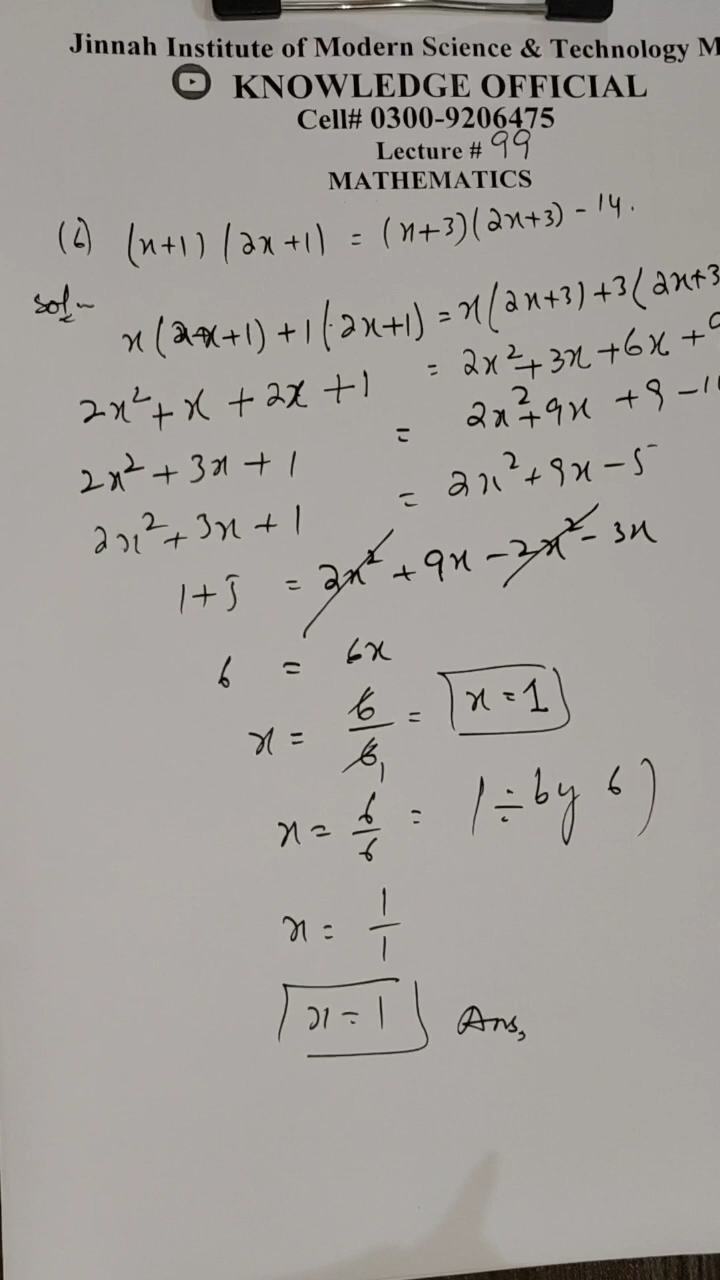 Jinnah Institute of Modern Science & Technology M
KNOWLEDGE OFFICIAL
Cell# 0300-9206475
Lecture # 99
MATHEMATICS
(6) (x+1) (2x+1) = (x+3)(2x+3) - 14.
Soln
x(2x+1) + 1(2x+1) = x(2x+3)+3(2x+3
2x²+x+2x+1 = 2x²+3x+6x+9
2x²+3x+1 = 2x²+9x+9-1
2x²+3x+1 = 2x²+9x-5
1+5 = 2x²+9x-2x²-3x
6 = 6x
x = 6/6 1 = x=1
x = 6/6 = (÷ by 6)
x = 1/1
x=1 Ans,